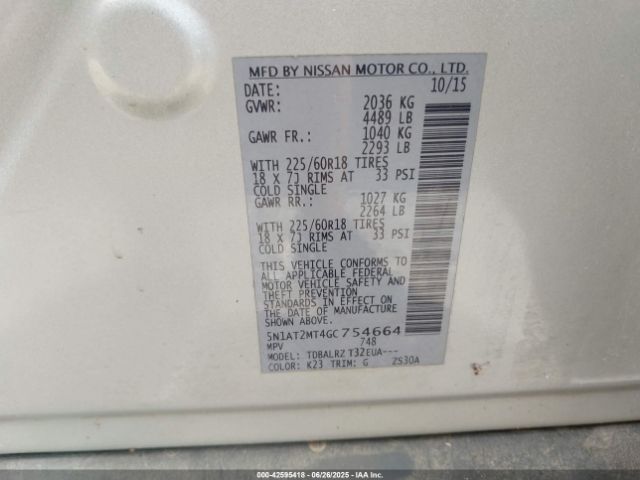 MFD BY NISSAN MOTOR CO., LTD.
DATE: 10/15
GVWR: 2036 KG
4489 LB
GAWR FR.: 1040 KG
2293 LB
WITH 225/60R18 TIRES
18 X 7J RIMS AT 33 PSI
COLD SINGLE
GAWR RR.: 1027 KG
2264 LB
WITH 225/60R18 TIRES
18 X 7J RIMS AT 33 PSI
COLD SINGLE
THIS VEHICLE CONFORMS TO
ALL APPLICABLE FEDERAL
MOTOR VEHICLE SAFETY AND
THEFT PREVENTION
STANDARDS IN EFFECT ON
THE DATE OF MANUFACTURE
SHOWN ABOVE.
5N1AT2MT4GC754664
MPV 748
MODEL: TDBALRZ T32EUA---
COLOR: K23 TRIM: G ZS30A
000-42595418 - 06/26/2025 - IAA, Inc.